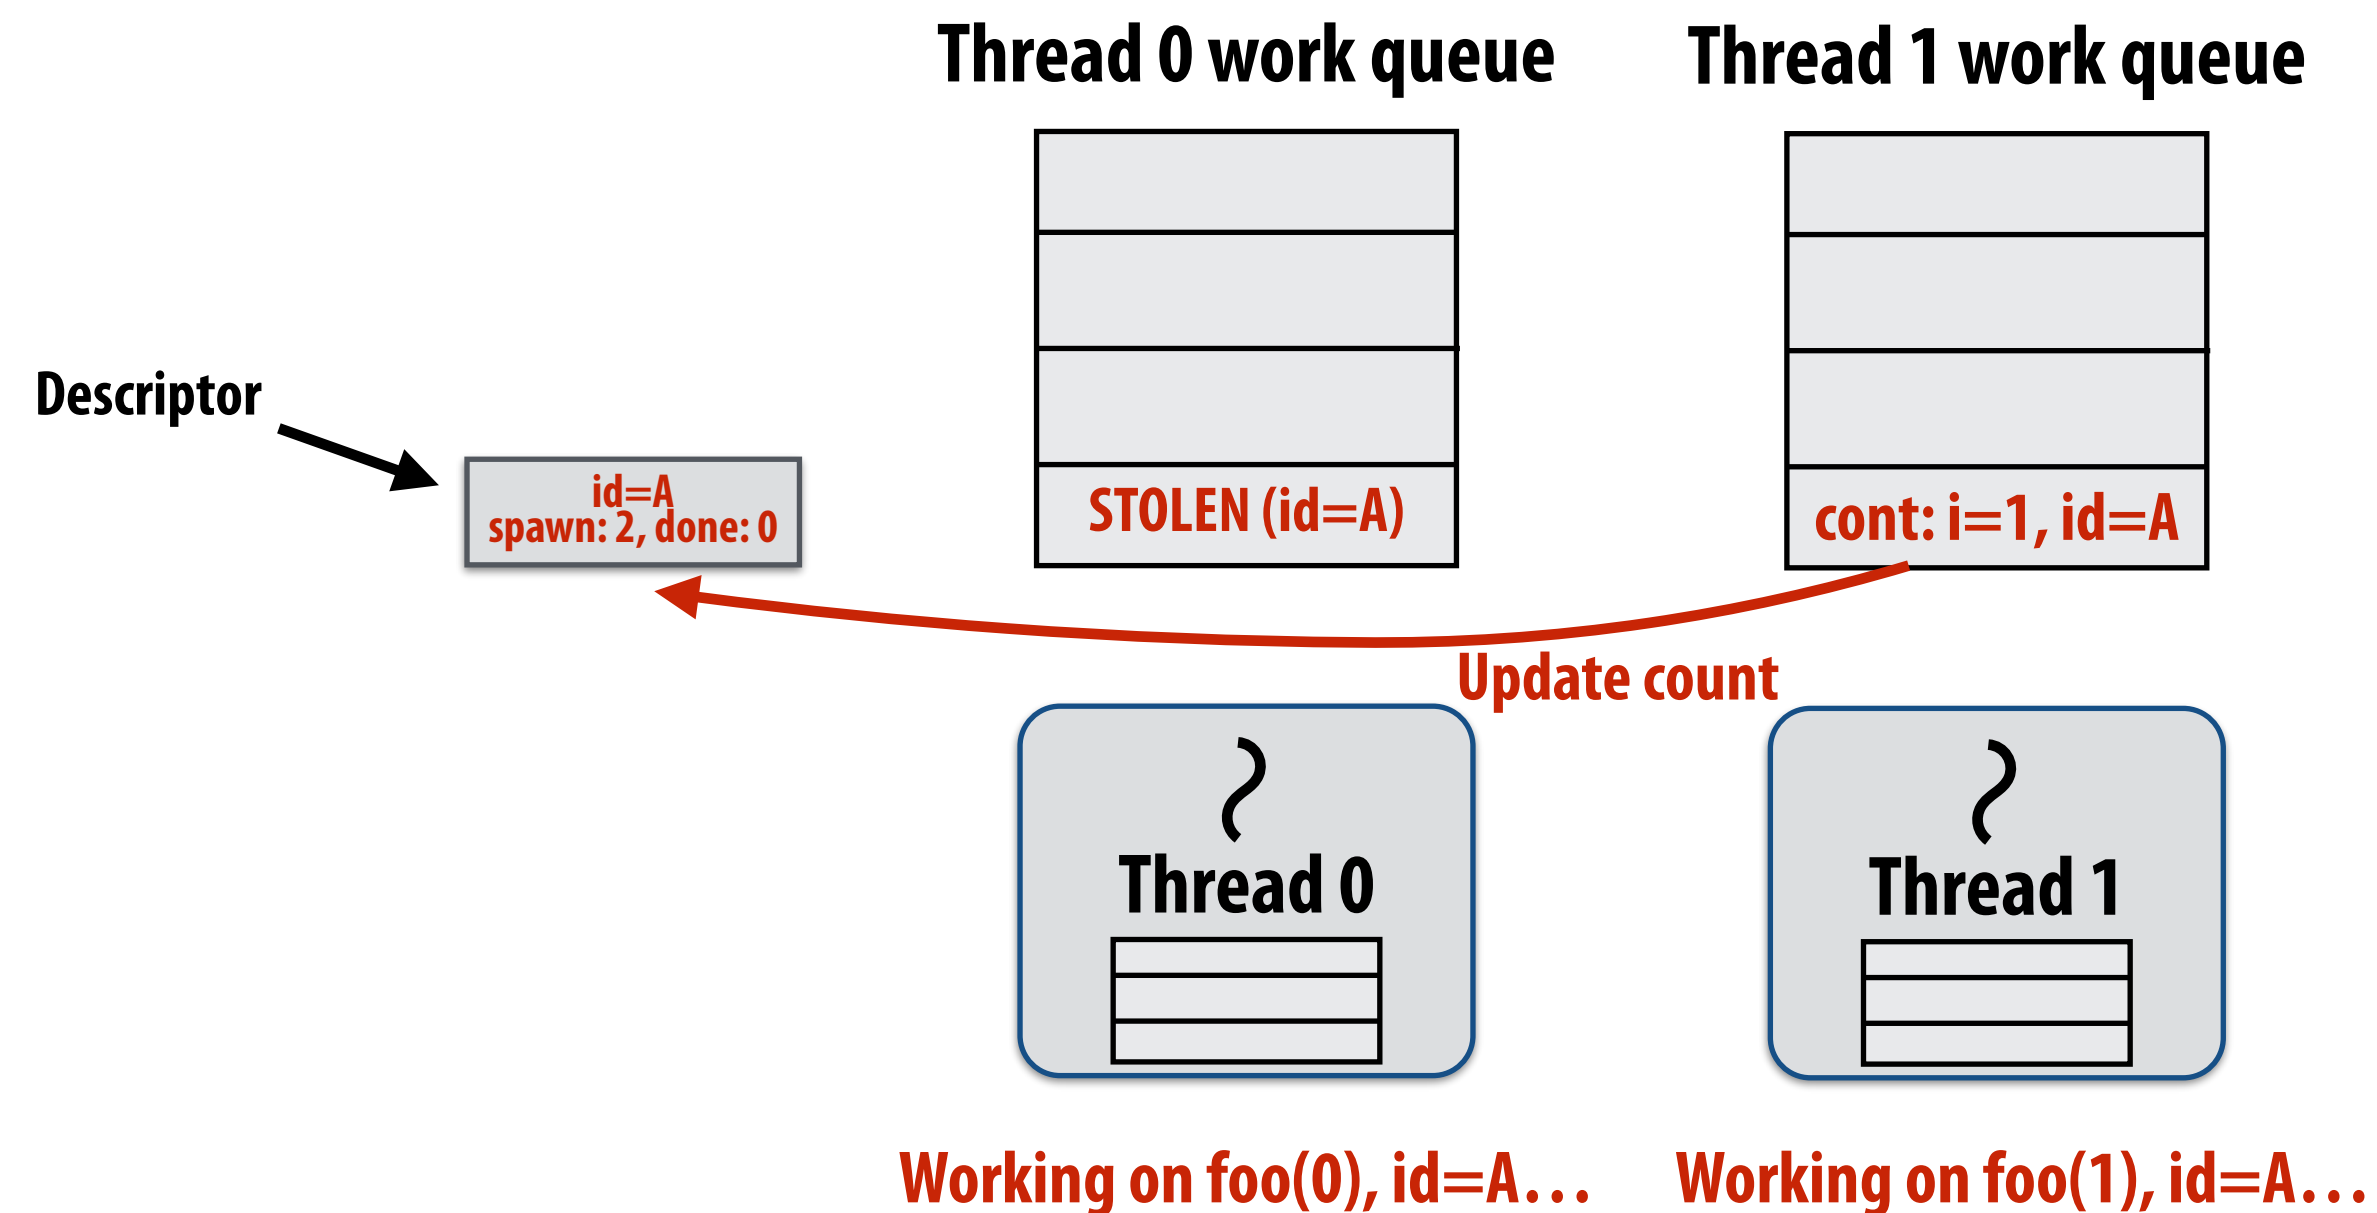 Thread 0 work queue
Thread 1 work queue
Descriptor
id=A
spawn: 2, done: 0
STOLEN (id=A)
cont: i=1, id=A
Update count
Thread 0
Thread 1
Working on foo(0), id=A…
Working on foo(1), id=A…